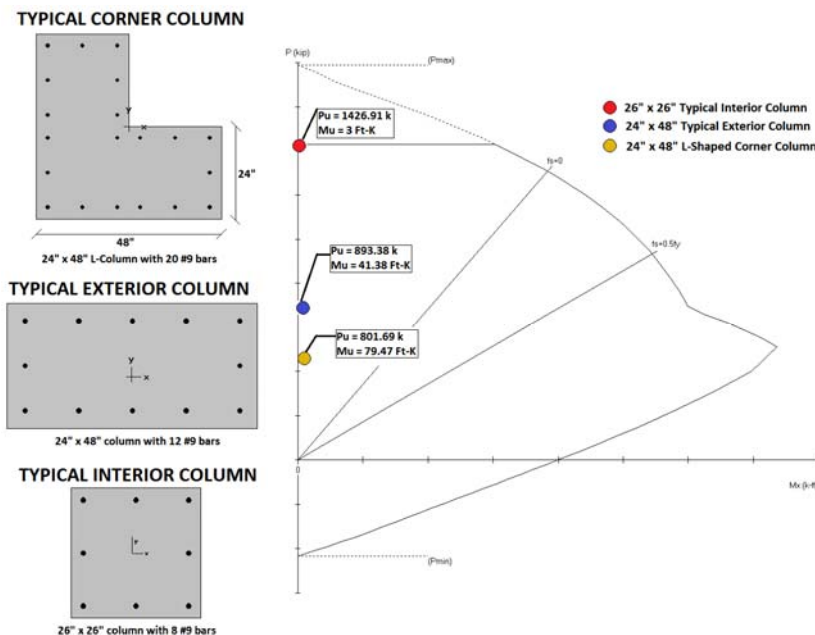 TYPICAL CORNER COLUMN
y
x
24"
48"
24" x 48" L-Column with 20 #9 bars
TYPICAL EXTERIOR COLUMN
y
x
24" x 48" column with 12 #9 bars
TYPICAL INTERIOR COLUMN
Y
x
26" x 26" column with 8 #9 bars
P (kip)
(Pmax)
Pu = 1426.91 k
Mu = 3 Ft-K
fs=0
Pu = 893.38 k
Mu = 41.38 Ft-K
fs=0.5fy
Pu = 801.69 k
Mu = 79.47 Ft-K
0
Mx (k-ft
(Pmin)
26" x 26" Typical Interior Column
24" x 48" Typical Exterior Column
24" x 48" L-Shaped Corner Column